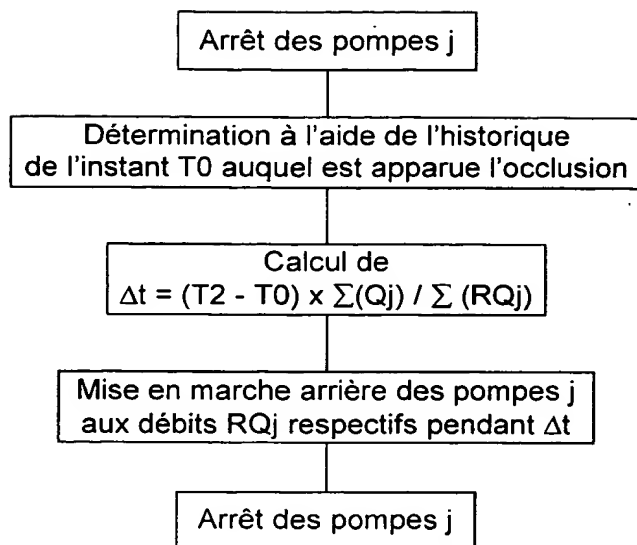 Arrêt des pompes j
Détermination à l'aide de l'historique
de l'instant T0 auquel est apparue l'occlusion
Calcul de
Δt = (T2 - T0) x ∑(Qj) / ∑ (RQj)
Mise en marche arrière des pompes j
aux débits RQj respectifs pendant Δt
Arrêt des pompes j